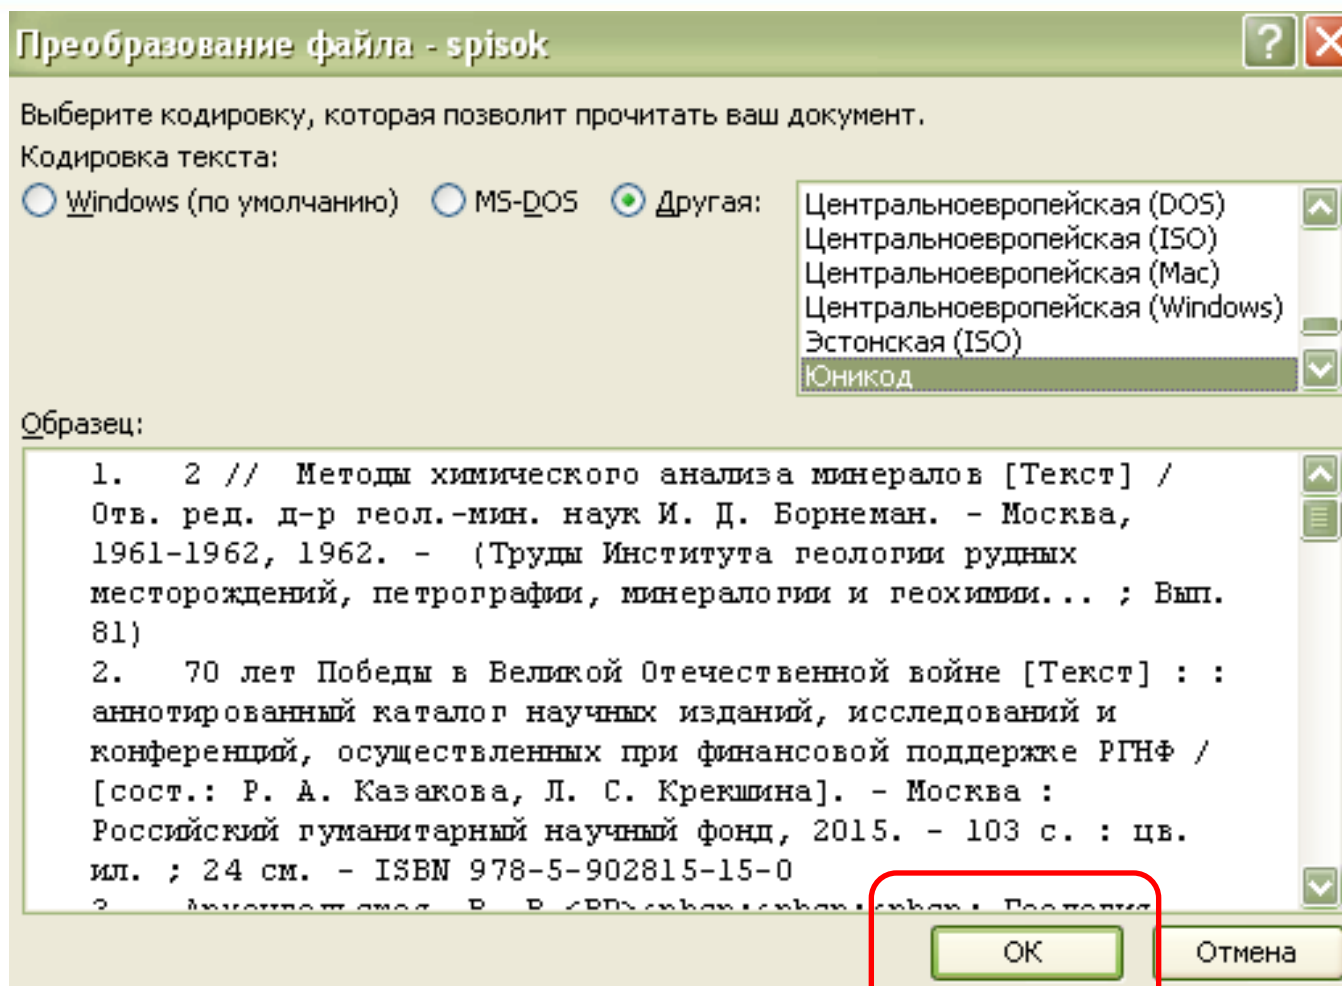 Преобразование файла - spisok
Выберите кодировку, которая позволит прочитать ваш документ.
Кодировка текста:
Windows (по умолчанию) MS-DOS Другая:
Центральноевропейская (DOS)
Центральноевропейская (ISO)
Центральноевропейская (Mac)
Центральноевропейская (Windows)
Эстонская (ISO)
Юникод
Образец:
1. 2 // Методы химического анализа минералов [Текст] /
Отв. ред. д-р геол.-мин. наук И. Д. Борнеман. - Москва,
1961-1962, 1962. - (Труды Института геологии рудных
месторождений, петрографии, минералогии и геохимии... ; Вып.
81)
2. 70 лет Победы в Великой Отечественной войне [Текст] : :
аннотированный каталог научных изданий, исследований и
конференций, осуществленных при финансовой поддержке РГНФ /
[сост.: Р. А. Казакова, Л. С. Крекшина]. - Москва :
Российский гуманитарный научный фонд, 2015. - 103 с. : цв.
ил. ; 24 см. - ISBN 978-5-902815-15-0
ОК Отмена